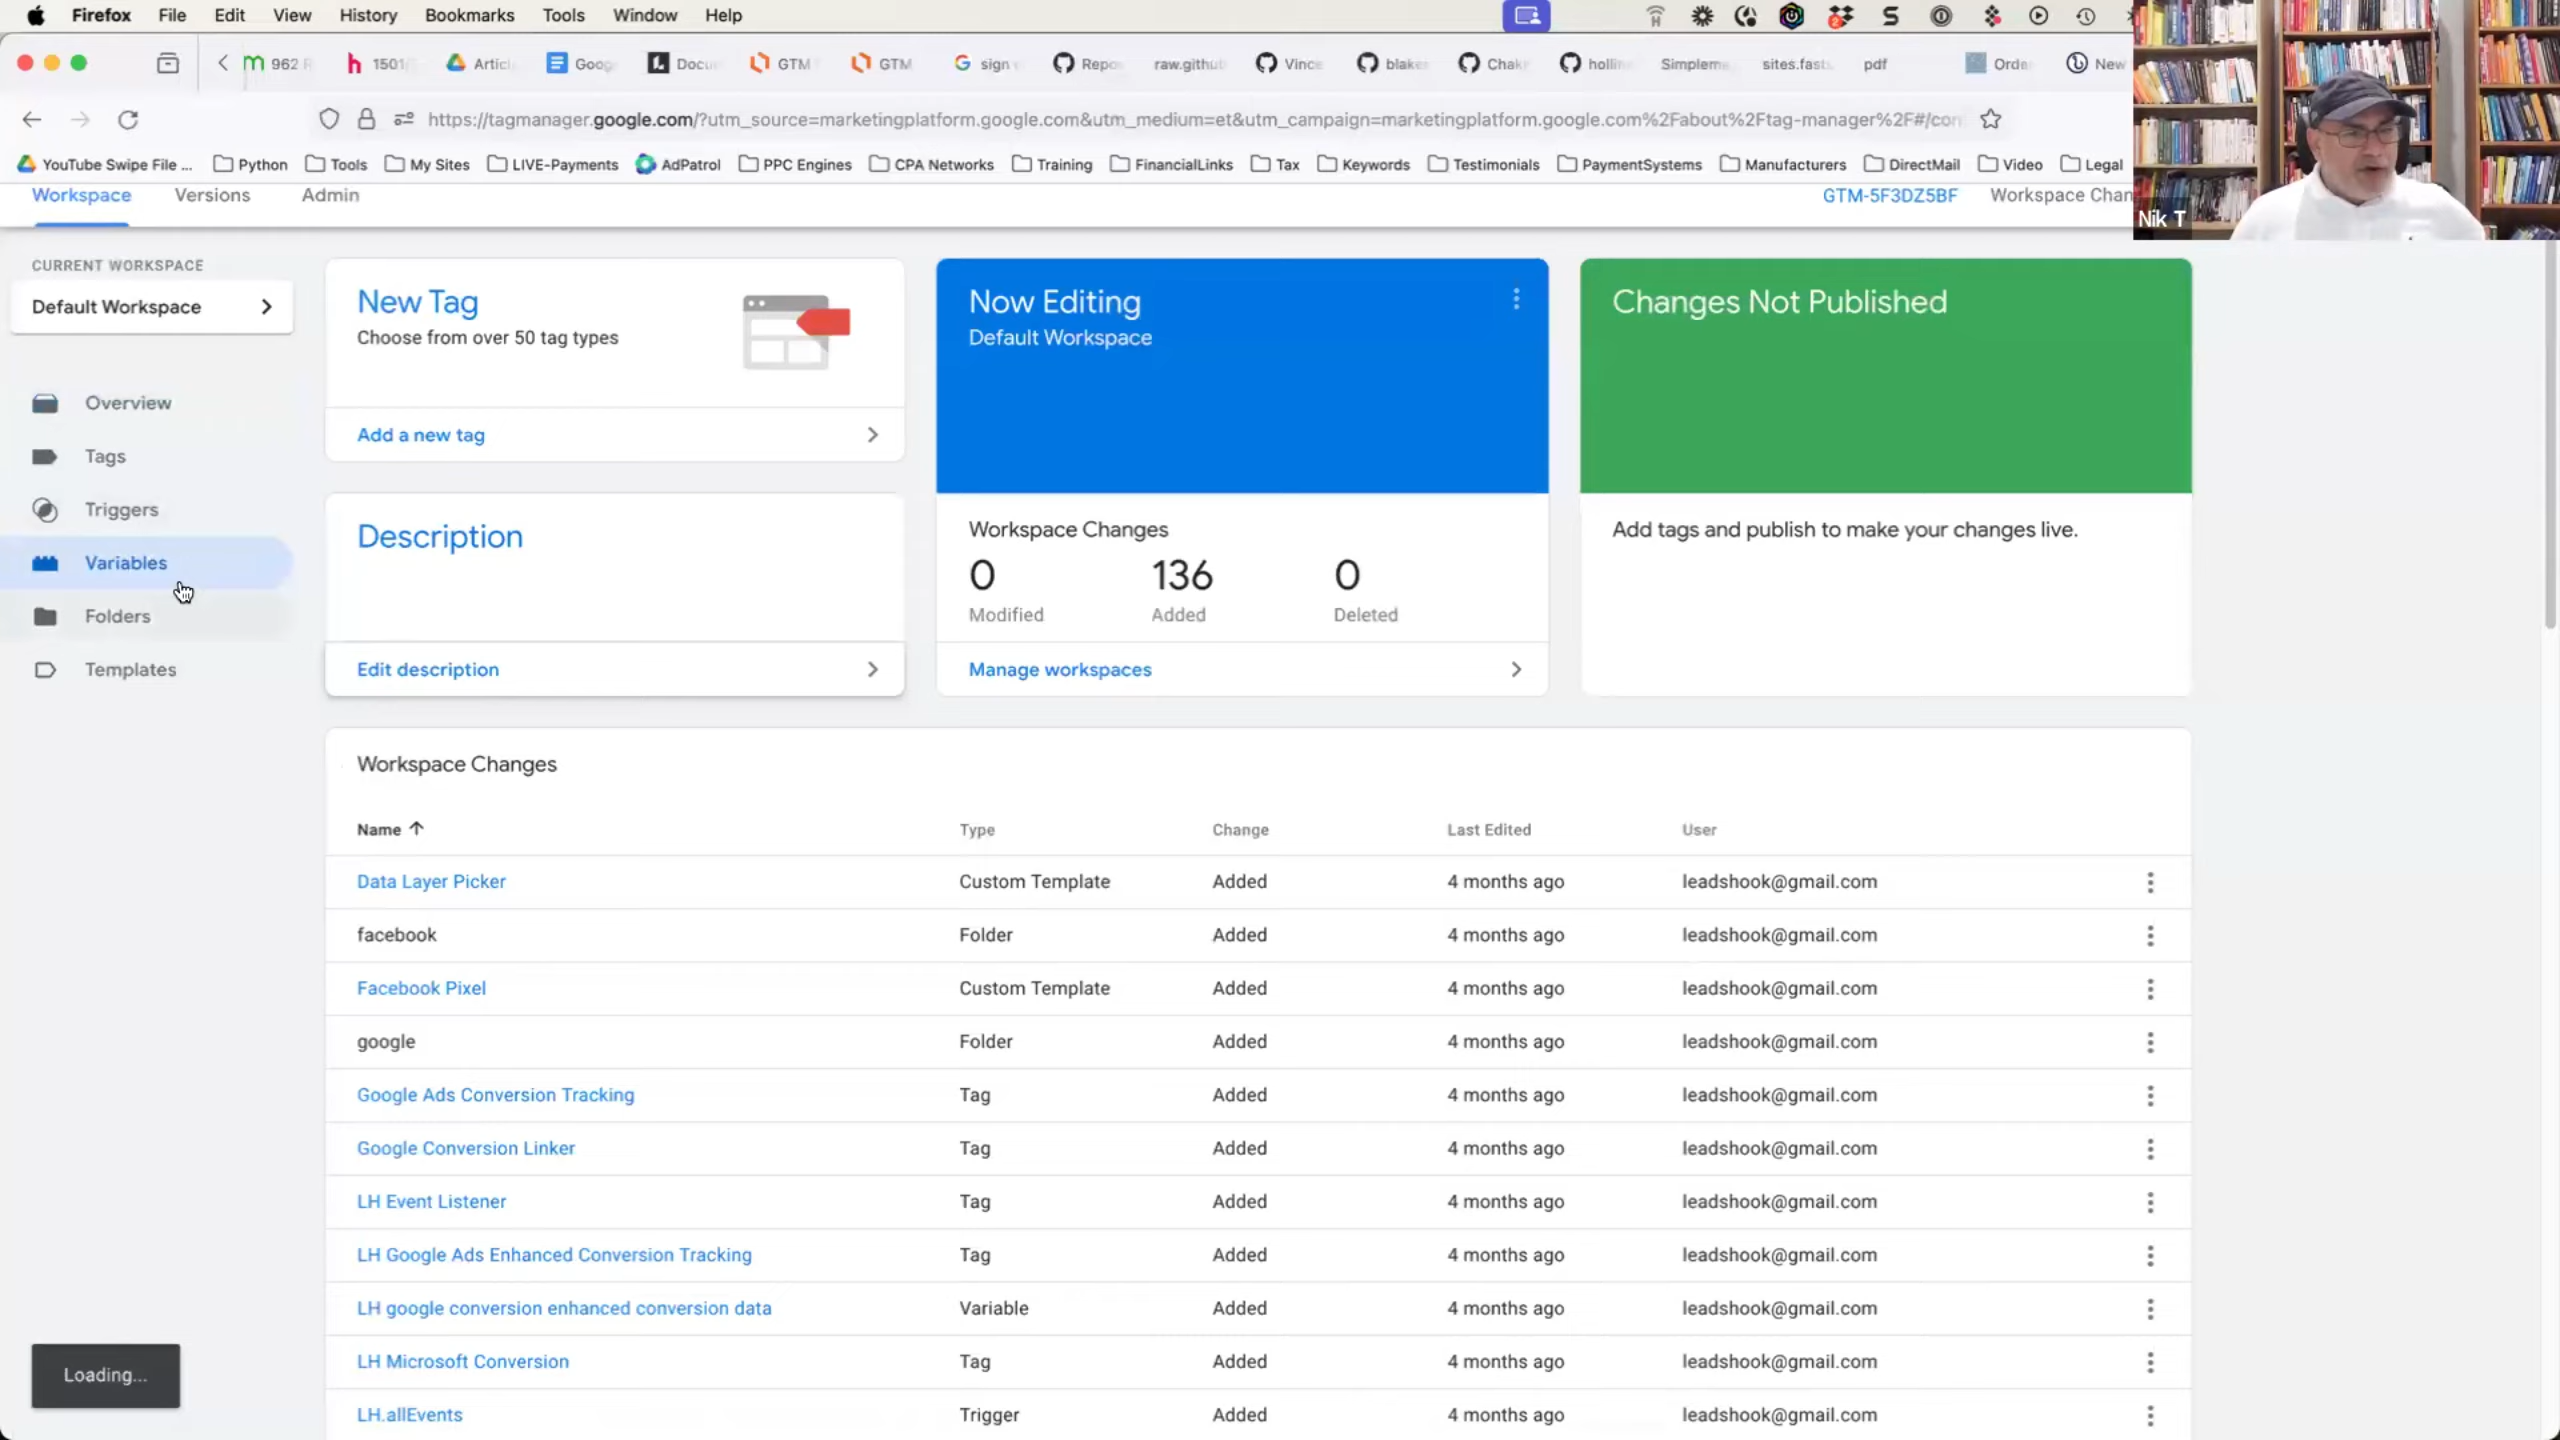 Firefox File Edit View History Bookmarks Tools Window Help
962 1501 Artic Goog Docu GTM GTM sign Repo raw.githu Vince blake Chak hollin Simpleme sites.fast pdf Orde New
https://tagmanager.google.com/?utm_source=marketingplatform.google.com&utm_medium=et&utm_campaign=marketingplatform.google.com%2Fabout%2Ftag-manager%2F#/con
YouTube Swipe File ... Python Tools My Sites LIVE-Payments AdPatrol PPC Engines CPA Networks Training FinancialLinks Tax Keywords Testimonials PaymentSystems Manufacturers DirectMail Video Legal
Nik T
Workspace Versions Admin GTM-5F3DZ5BF Workspace Chan
CURRENT WORKSPACE
Default Workspace
Overview
Tags
Triggers
Variables
Folders
Templates
New Tag
Choose from over 50 tag types
Add a new tag
Description
Edit description
Now Editing
Default Workspace
Workspace Changes
0 136 0
Modified Added Deleted
Manage workspaces
Changes Not Published
Add tags and publish to make your changes live.
Workspace Changes
Name Type Change Last Edited User
Data Layer Picker Custom Template Added 4 months ago leadshook@gmail.com
facebook Folder Added 4 months ago leadshook@gmail.com
Facebook Pixel Custom Template Added 4 months ago leadshook@gmail.com
google Folder Added 4 months ago leadshook@gmail.com
Google Ads Conversion Tracking Tag Added 4 months ago leadshook@gmail.com
Google Conversion Linker Tag Added 4 months ago leadshook@gmail.com
LH Event Listener Tag Added 4 months ago leadshook@gmail.com
LH Google Ads Enhanced Conversion Tracking Tag Added 4 months ago leadshook@gmail.com
LH google conversion enhanced conversion data Variable Added 4 months ago leadshook@gmail.com
LH Microsoft Conversion Tag Added 4 months ago leadshook@gmail.com
LH.allEvents Trigger Added 4 months ago leadshook@gmail.com
Loading...